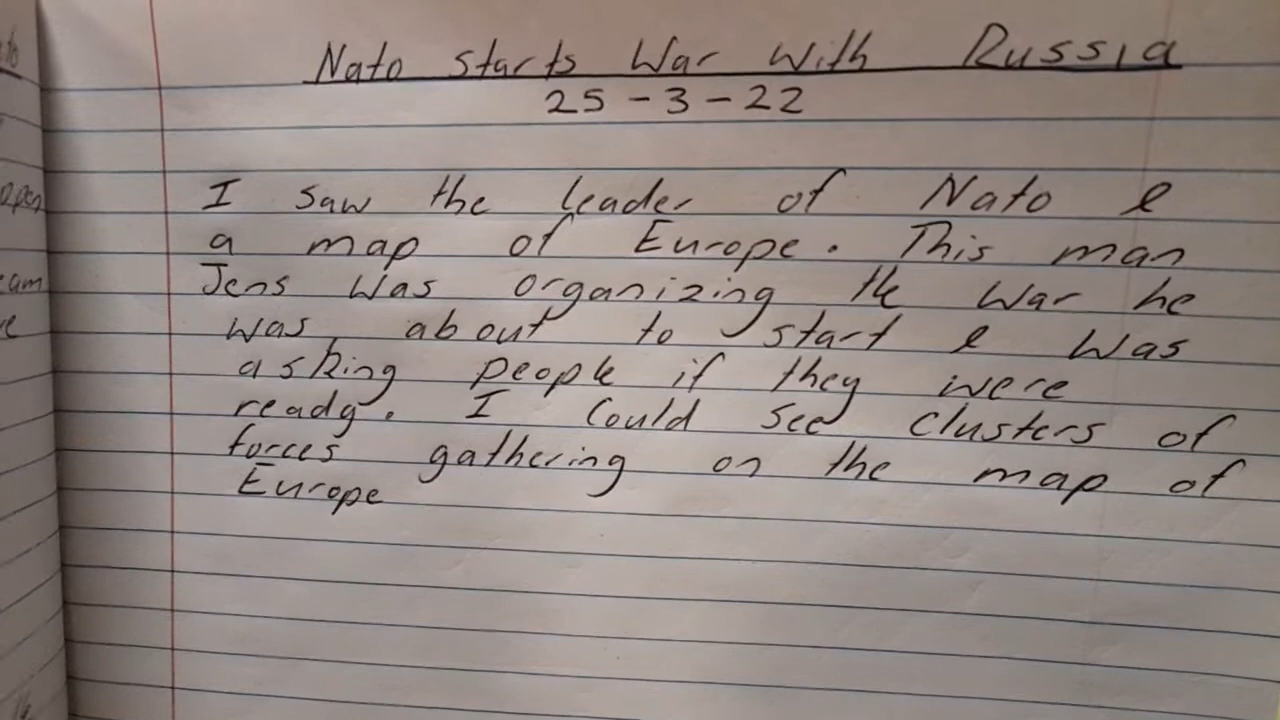 Nato starts War With Russia
25-3-22
I saw the leader of Nato &
a map of Europe. This man
Jens was organizing the war he
was about to start & was
asking people if they were
ready. I could see clusters of
forces gathering on the map of
Europe
open